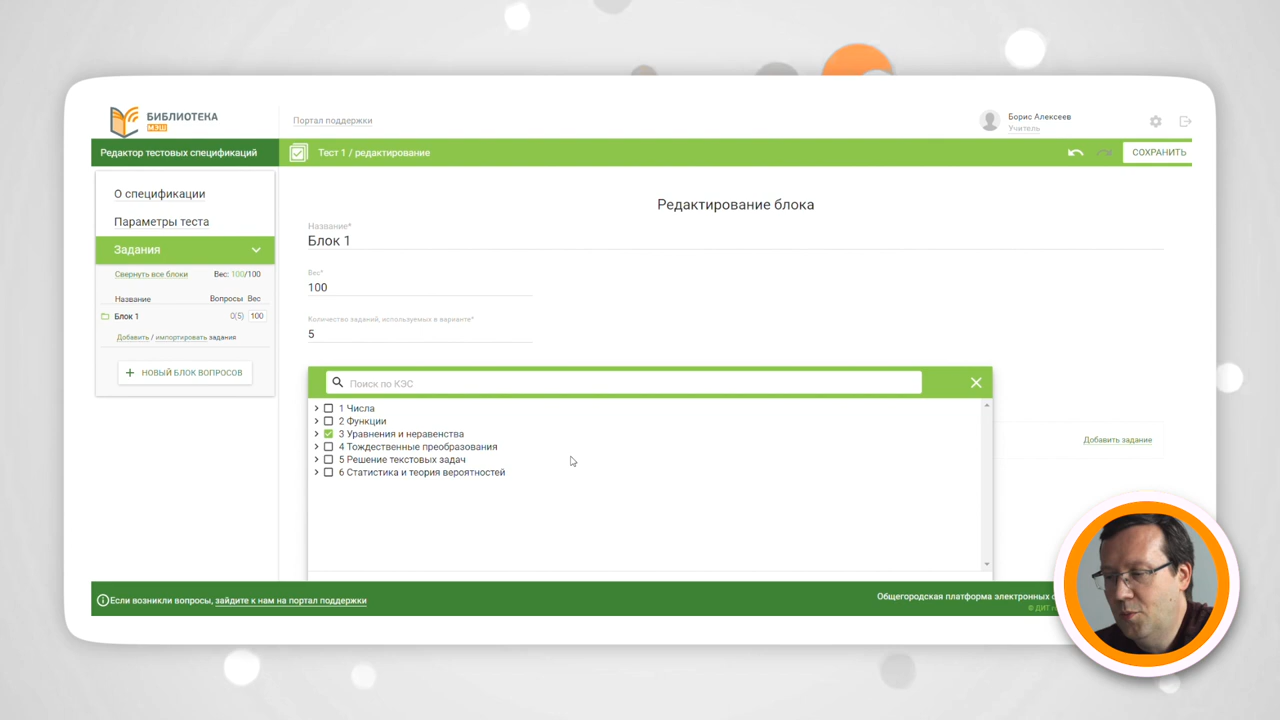 БИБЛИОТЕКА
МЭШ
Портал поддержки
Борис Алексеев
Учитель
Редактор тестовых спецификаций
Тест 1 / редактирование
СОХРАНИТЬ
О спецификации
Параметры теста
Задания
Свернуть все блоки Вес: 100/100
Название Вопросы Вес
Блок 1 0(5) 100
Добавить / импортировать задания
+ НОВЫЙ БЛОК ВОПРОСОВ
Редактирование блока
Название*
Блок 1
Вес*
100
Количество заданий, используемых в варианте*
5
Поиск по КЭС
1 Числа
2 Функции
3 Уравнения и неравенства
4 Тождественные преобразования
5 Решение текстовых задач
6 Статистика и теория вероятностей
Добавить задание
Если возникли вопросы, зайдите к нам на портал поддержки
Общегородская платформа электронных
© ДИТ